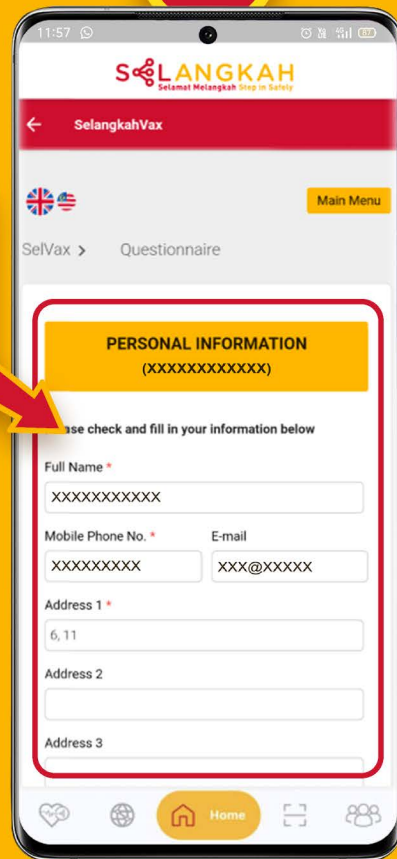 11:57
SELANGKAH
Selamat Melangkah Step in Safely
SelangkahVax
Main Menu
SelVax > Questionnaire
PERSONAL INFORMATION
(XXXXXXXXXXXX)
check and fill in your information below
Full Name *
XXXXXXXXXXX
Mobile Phone No. * E-mail
XXXXXXXXX XXX@XXXXX
Address 1 *
6, 11
Address 2
Address 3
Home